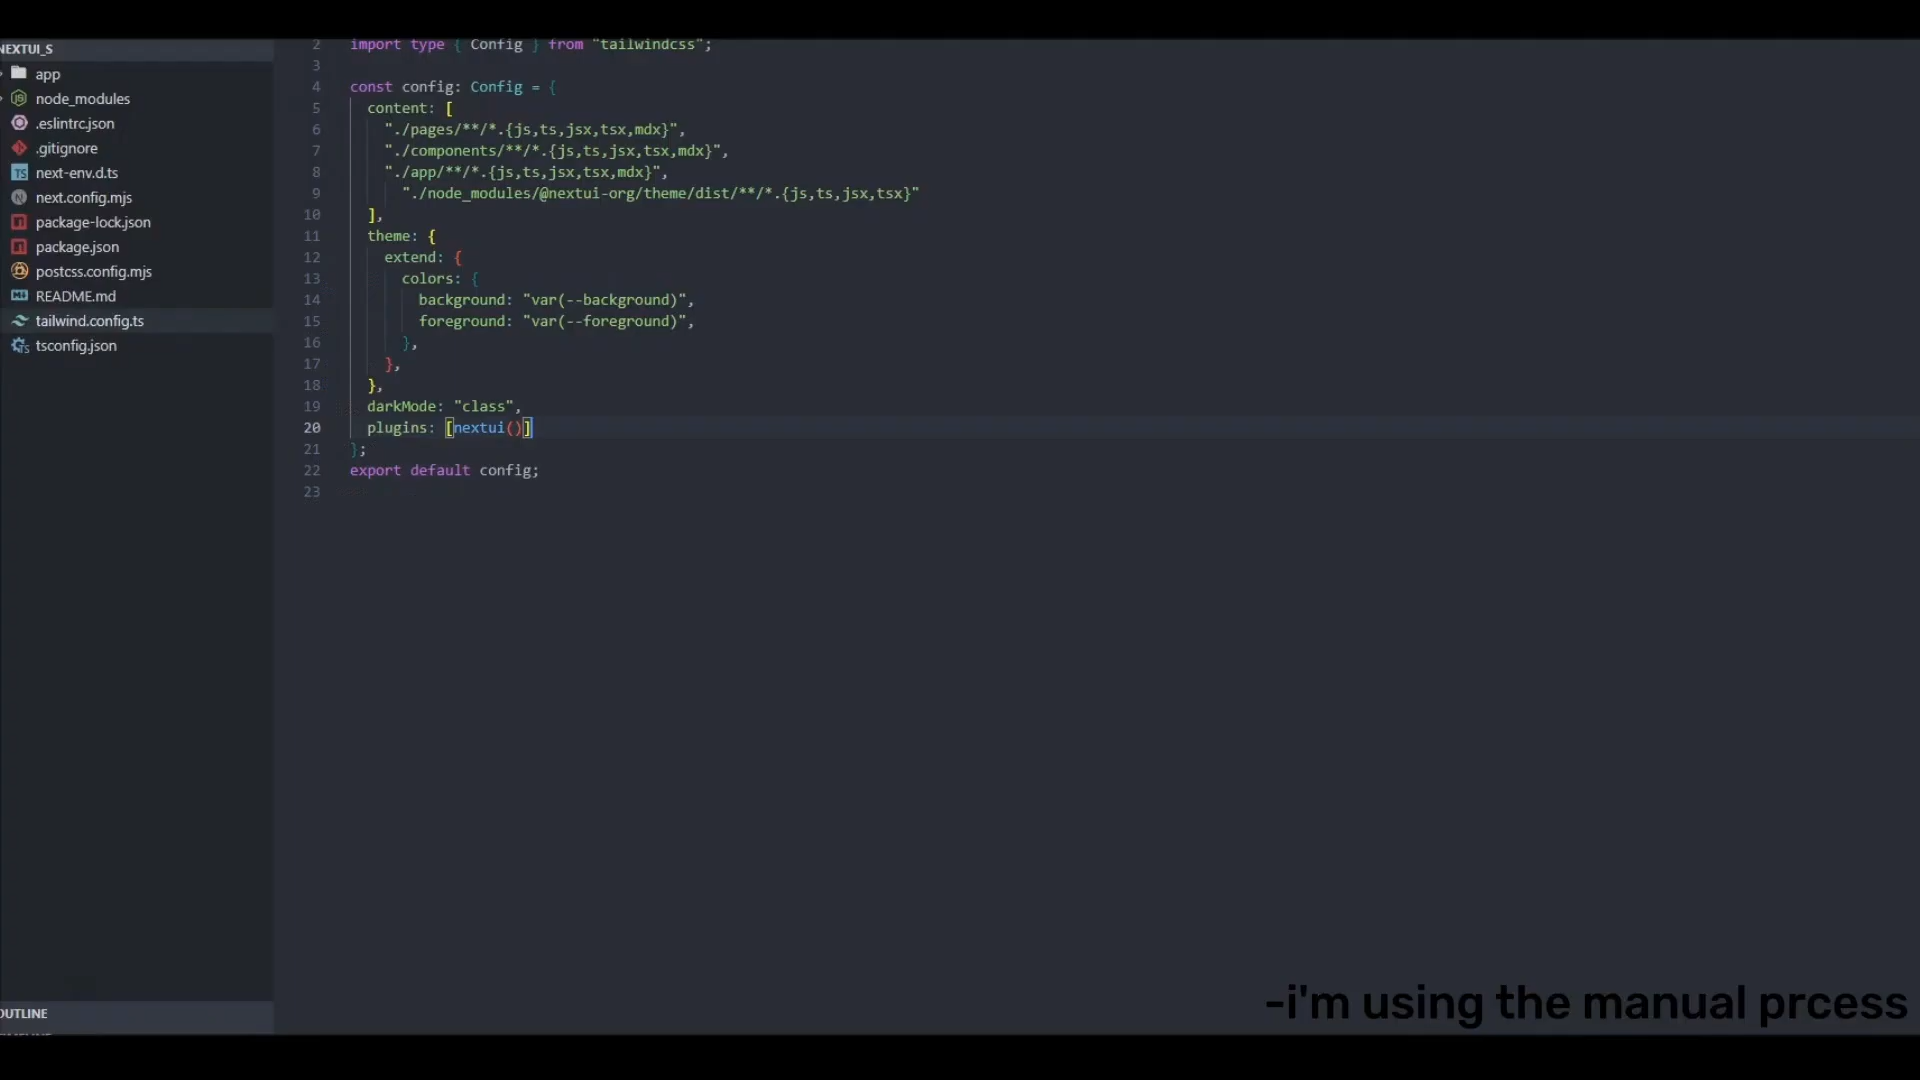 NEXTUI_S
app
node_modules
.eslintrc.json
.gitignore
next-env.d.ts
next.config.mjs
package-lock.json
package.json
postcss.config.mjs
README.md
tailwind.config.ts
tsconfig.json
OUTLINE
2 import type { Config } from "tailwindcss";
3
4 const config: Config = {
5 content: [
6 "./pages/**/*.{js,ts,jsx,tsx,mdx}",
7 "./components/**/*.{js,ts,jsx,tsx,mdx}",
8 "./app/**/*.{js,ts,jsx,tsx,mdx}",
9 "./node_modules/@nextui-org/theme/dist/**/*.{js,ts,jsx,tsx}"
10 ],
11 theme: {
12 extend: {
13 colors: {
14 background: "var(--background)",
15 foreground: "var(--foreground)",
16 },
17 },
18 },
19 darkMode: "class",
20 plugins: [nextui()]
21 };
22 export default config;
23
-i'm using the manual prcess